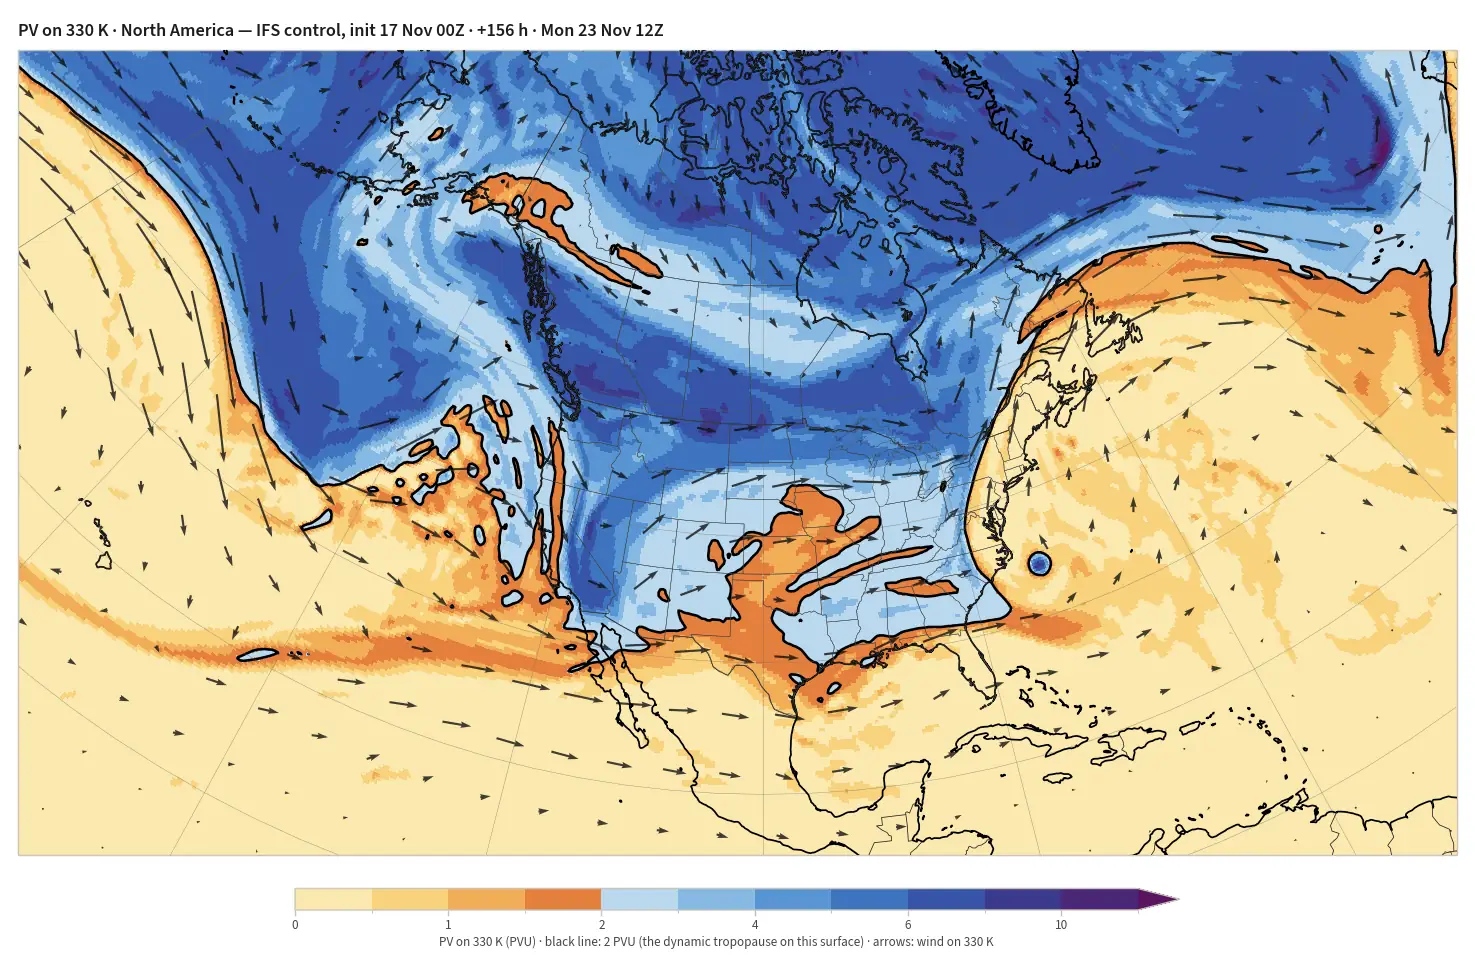 PV on 330 K · North America — IFS control, init 17 Nov 00Z · +156 h · Mon 23 Nov 12Z
0 1 2 4 6 10
PV on 330 K (PVU) · black line: 2 PVU (the dynamic tropopause on this surface) · arrows: wind on 330 K